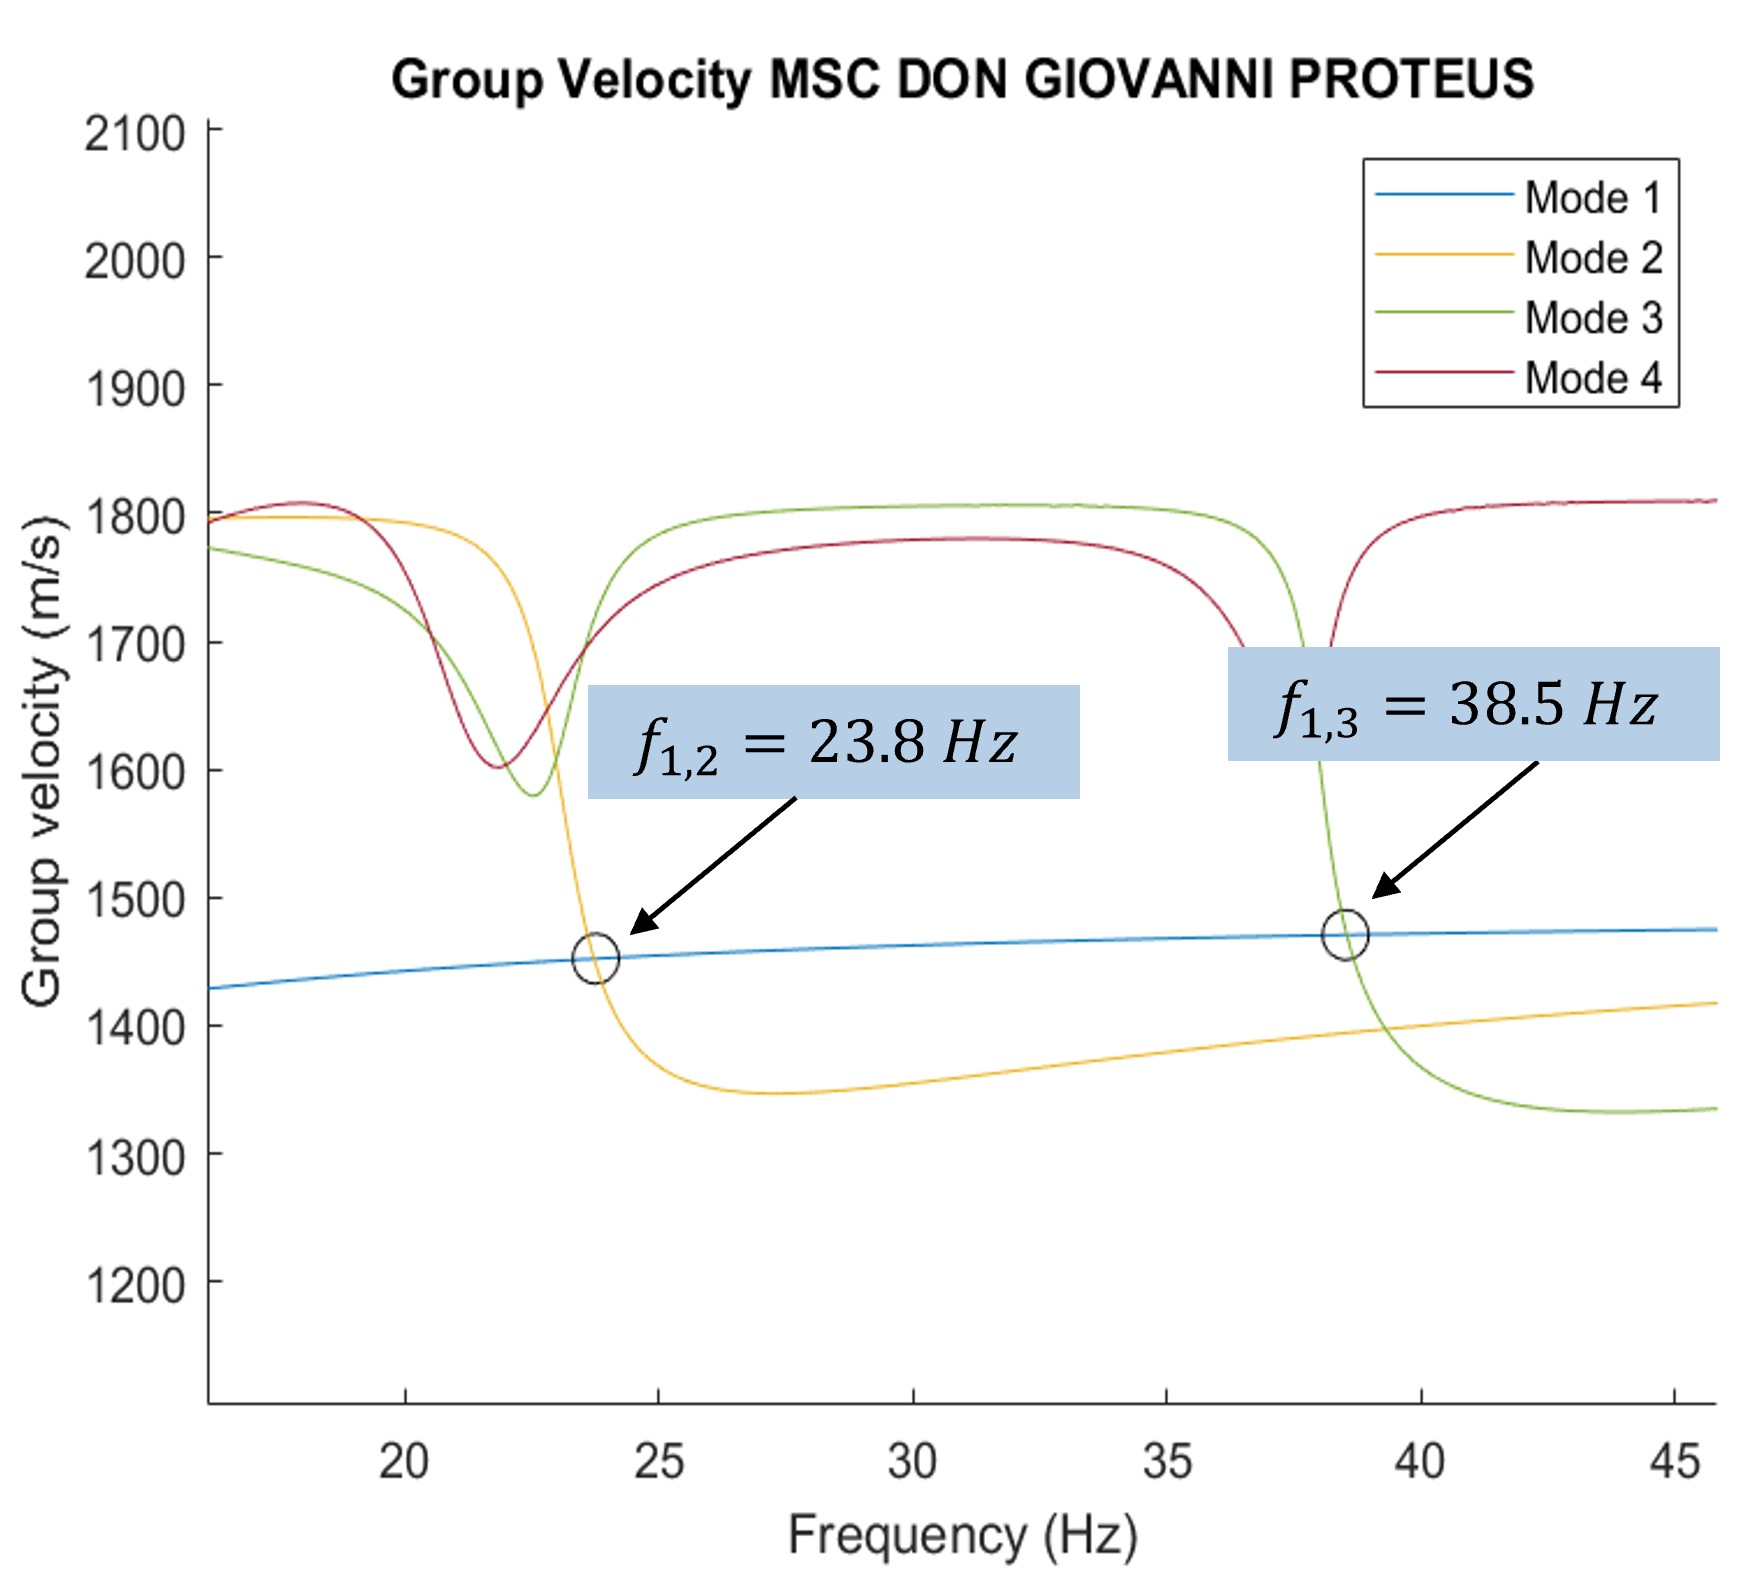 Group Velocity MSC DON GIOVANNI PROTEUS
Mode 1
Mode 2
Mode 3
Mode 4
2100
2000
1900
1800
1700
1600
1500
1400
1300
1200
Group velocity (m/s)
f1,2 = 23.8 Hz
f1,3 = 38.5 Hz
20 25 30 35 40 45
Frequency (Hz)